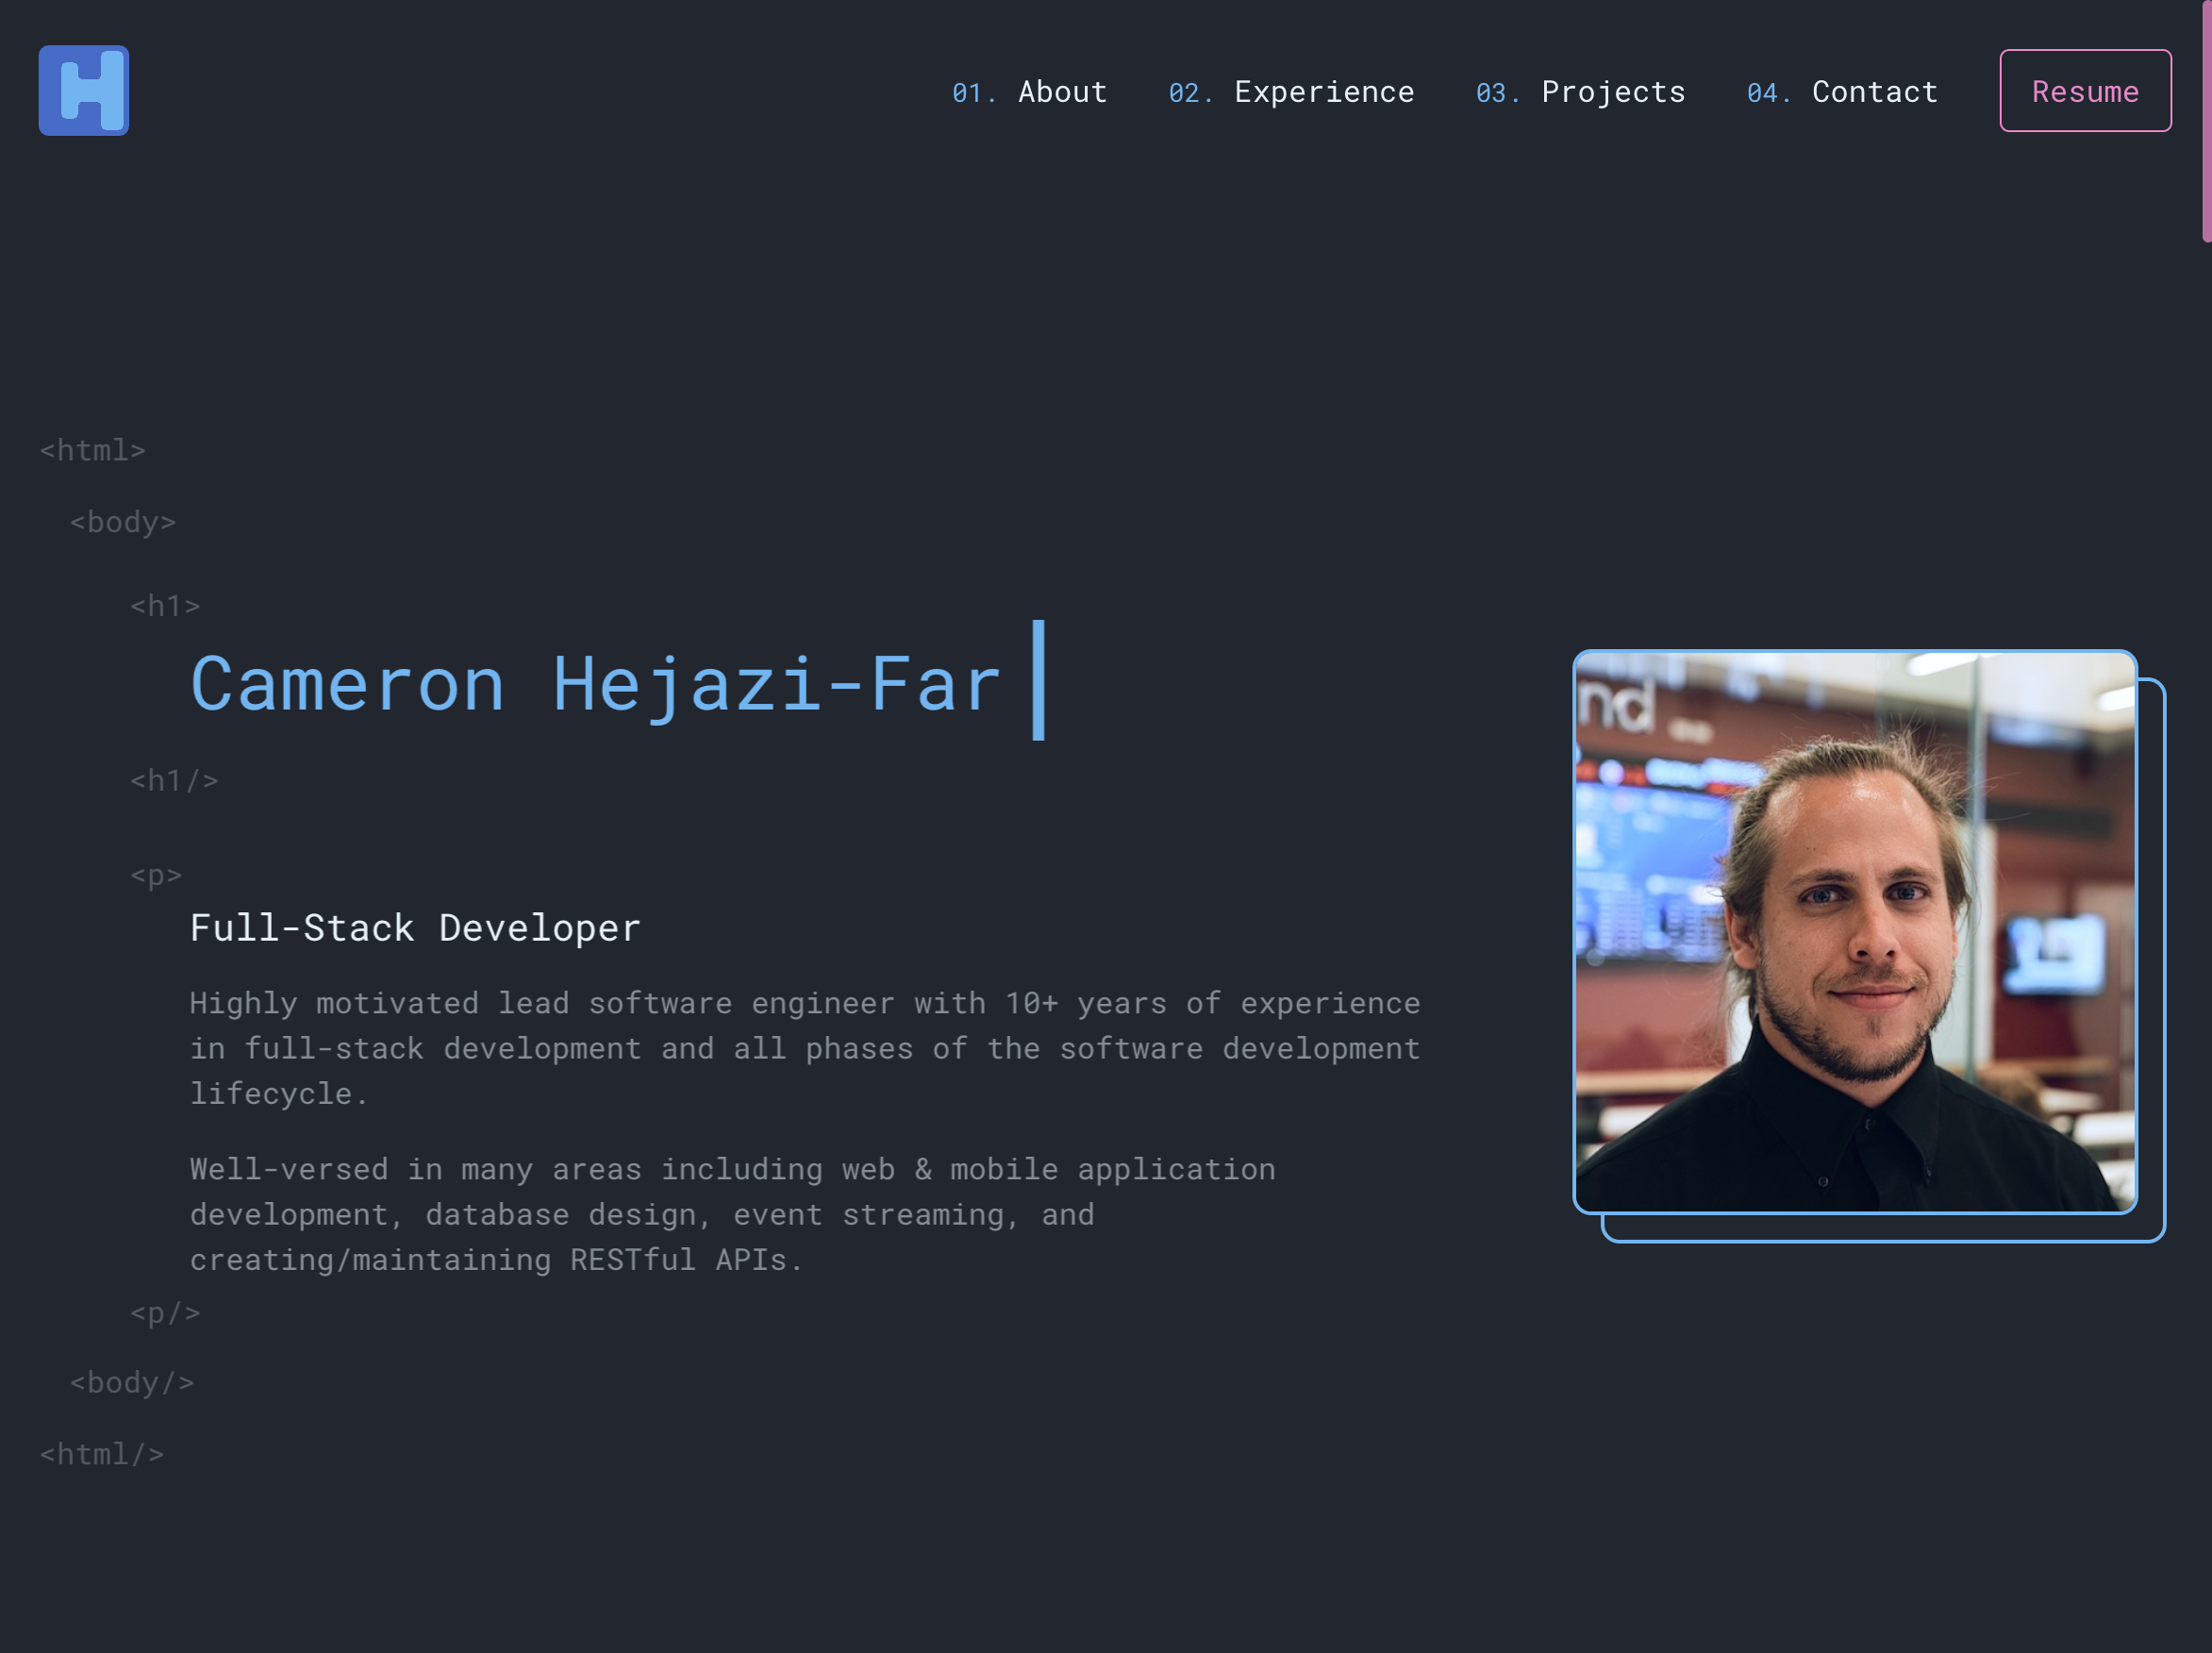 H
01. About 02. Experience 03. Projects 04. Contact Resume
<html>
<body>
<h1>
Cameron Hejazi-Far
<h1/>
<p>
Full-Stack Developer
Highly motivated lead software engineer with 10+ years of experience
in full-stack development and all phases of the software development
lifecycle.
Well-versed in many areas including web & mobile application
development, database design, event streaming, and
creating/maintaining RESTful APIs.
<p/>
<body/>
<html/>
nd